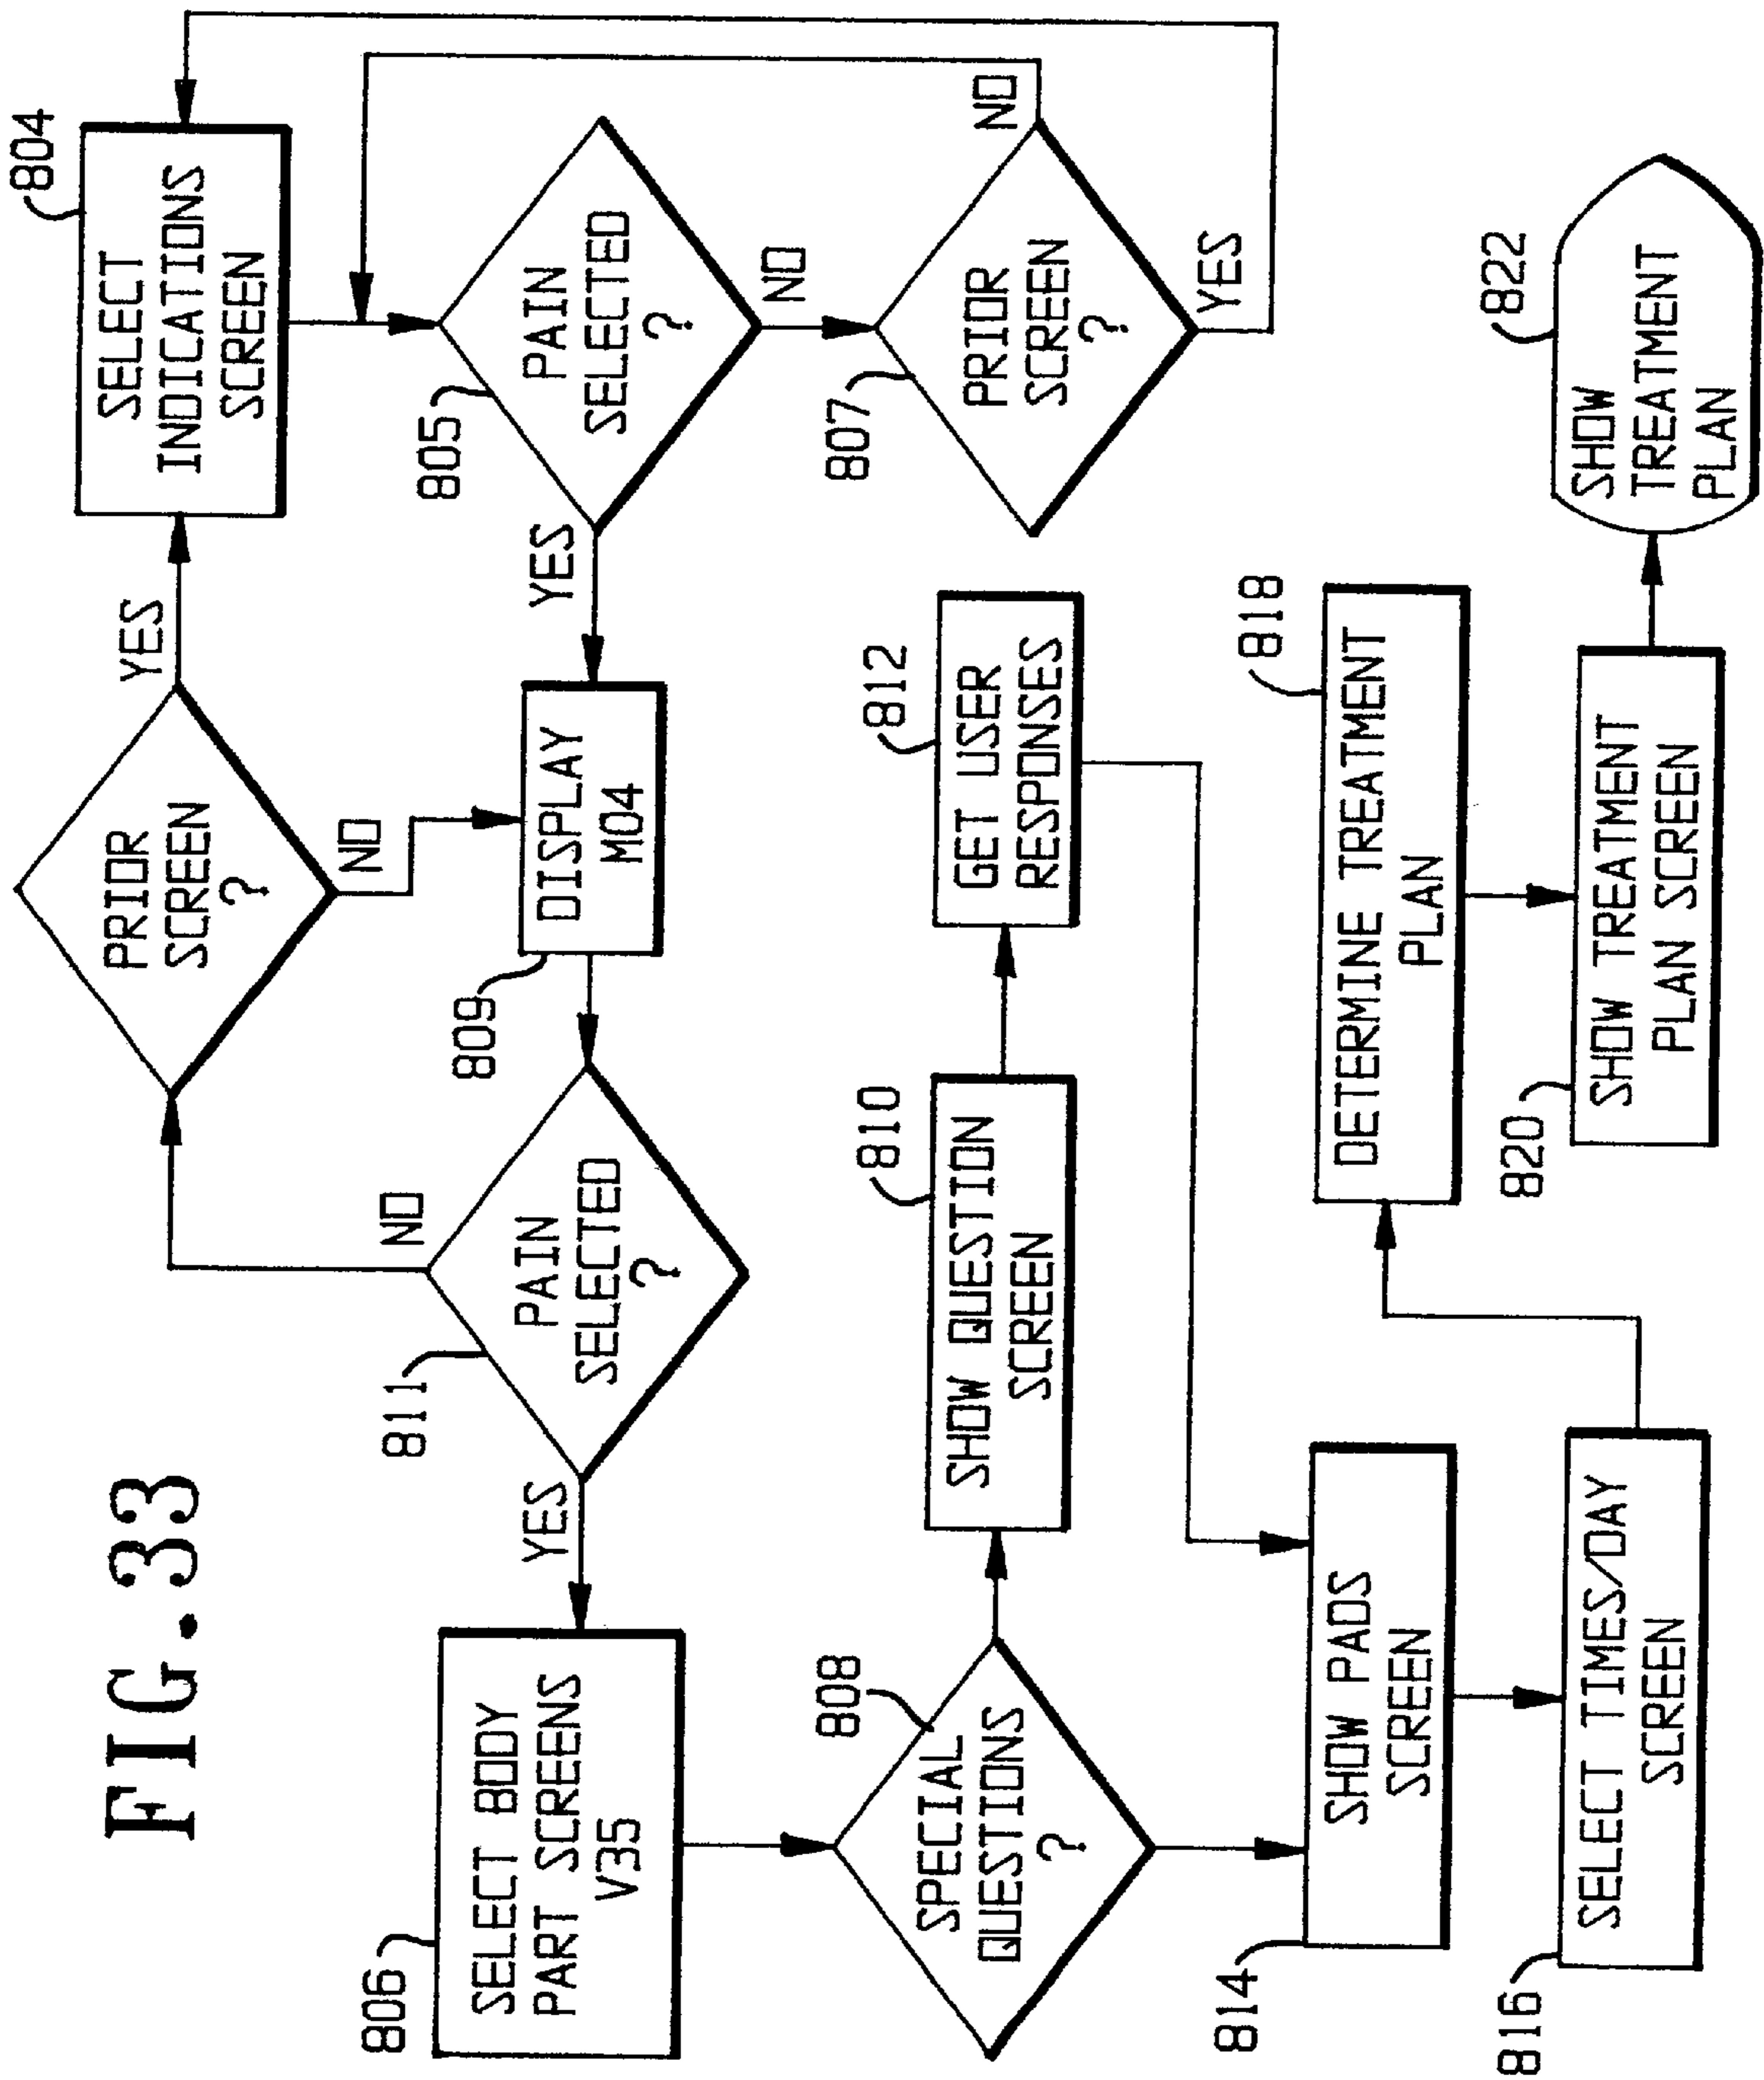 FIG.33
804
SELECT
INDICATIONS
SCREEN
805
PAIN
SELECTED
?
YES
NO
807
PRIOR
SCREEN
?
NO
YES
809
DISPLAY
M04
811
PAIN
SELECTED
?
NO
YES
PRIOR
SCREEN
?
YES
NO
806
SELECT BODY
PART SCREENS
V35
808
SPECIAL
QUESTIONS
?
810
SHOW QUESTION
SCREEN
812
GET USER
RESPONSES
814
SHOW PADS
SCREEN
816
SELECT TIMES/DAY
SCREEN
818
DETERMINE TREATMENT
PLAN
820
SHOW TREATMENT
PLAN SCREEN
822
SHOW
TREATMENT
PLAN